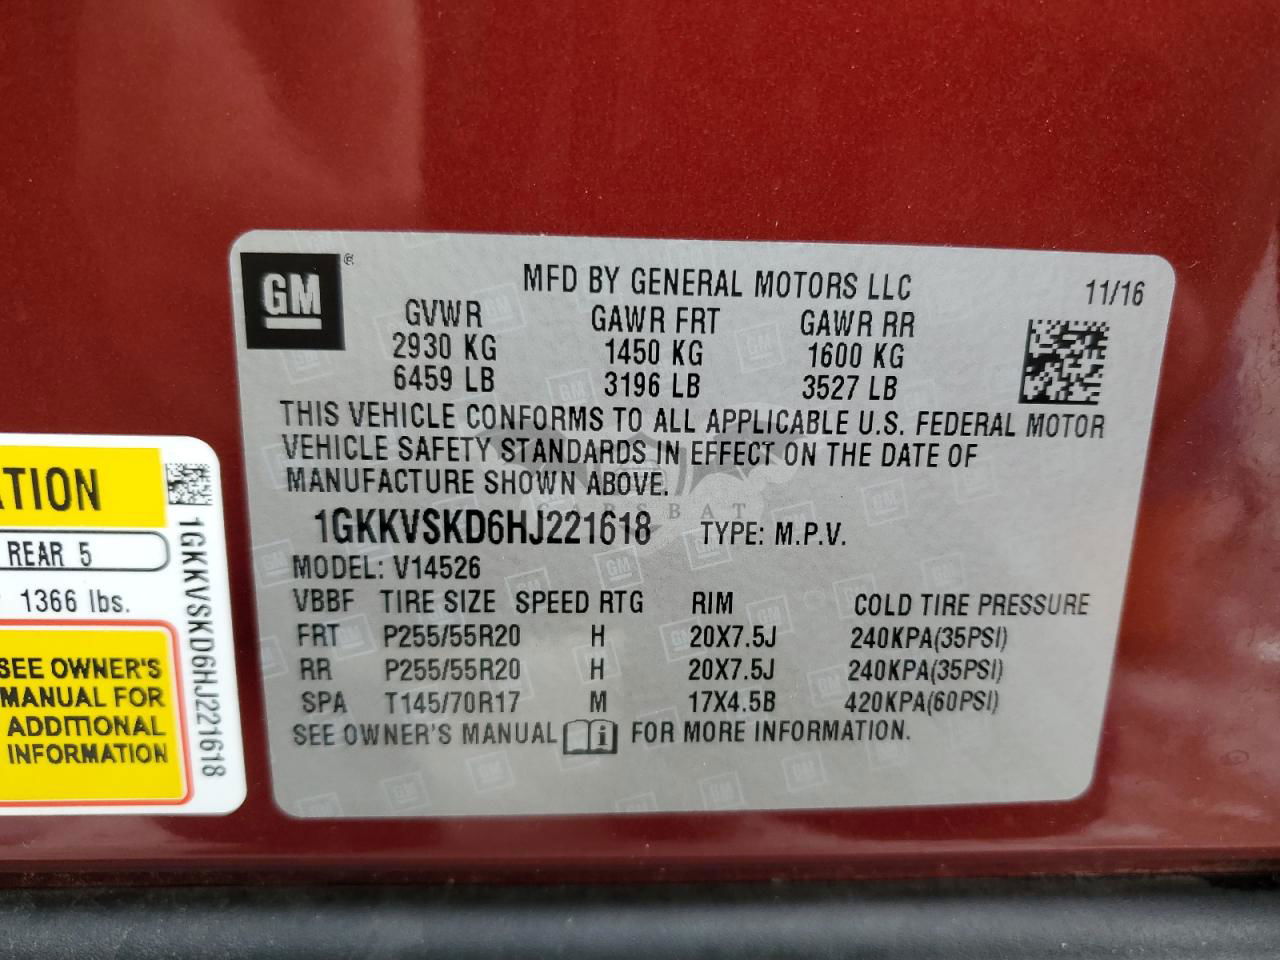 GM®
MFD BY GENERAL MOTORS LLC 11/16
GVWR GAWR FRT GAWR RR
2930 KG 1450 KG 1600 KG
6459 LB 3196 LB 3527 LB
THIS VEHICLE CONFORMS TO ALL APPLICABLE U.S. FEDERAL MOTOR
VEHICLE SAFETY STANDARDS IN EFFECT ON THE DATE OF
MANUFACTURE SHOWN ABOVE.
CARSBAT
1GKKVSKD6HJ221618 TYPE: M.P.V.
MODEL: V14526
VBBF TIRE SIZE SPEED RTG RIM COLD TIRE PRESSURE
FRT P255/55R20 H 20X7.5J 240KPA(35PSI)
RR P255/55R20 H 20X7.5J 240KPA(35PSI)
SPA T145/70R17 M 17X4.5B 420KPA(60PSI)
SEE OWNER'S MANUAL FOR MORE INFORMATION.
ATION
REAR 5
1366 lbs.
SEE OWNER'S
MANUAL FOR
ADDITIONAL
INFORMATION
1GKKVSKD6HJ221618